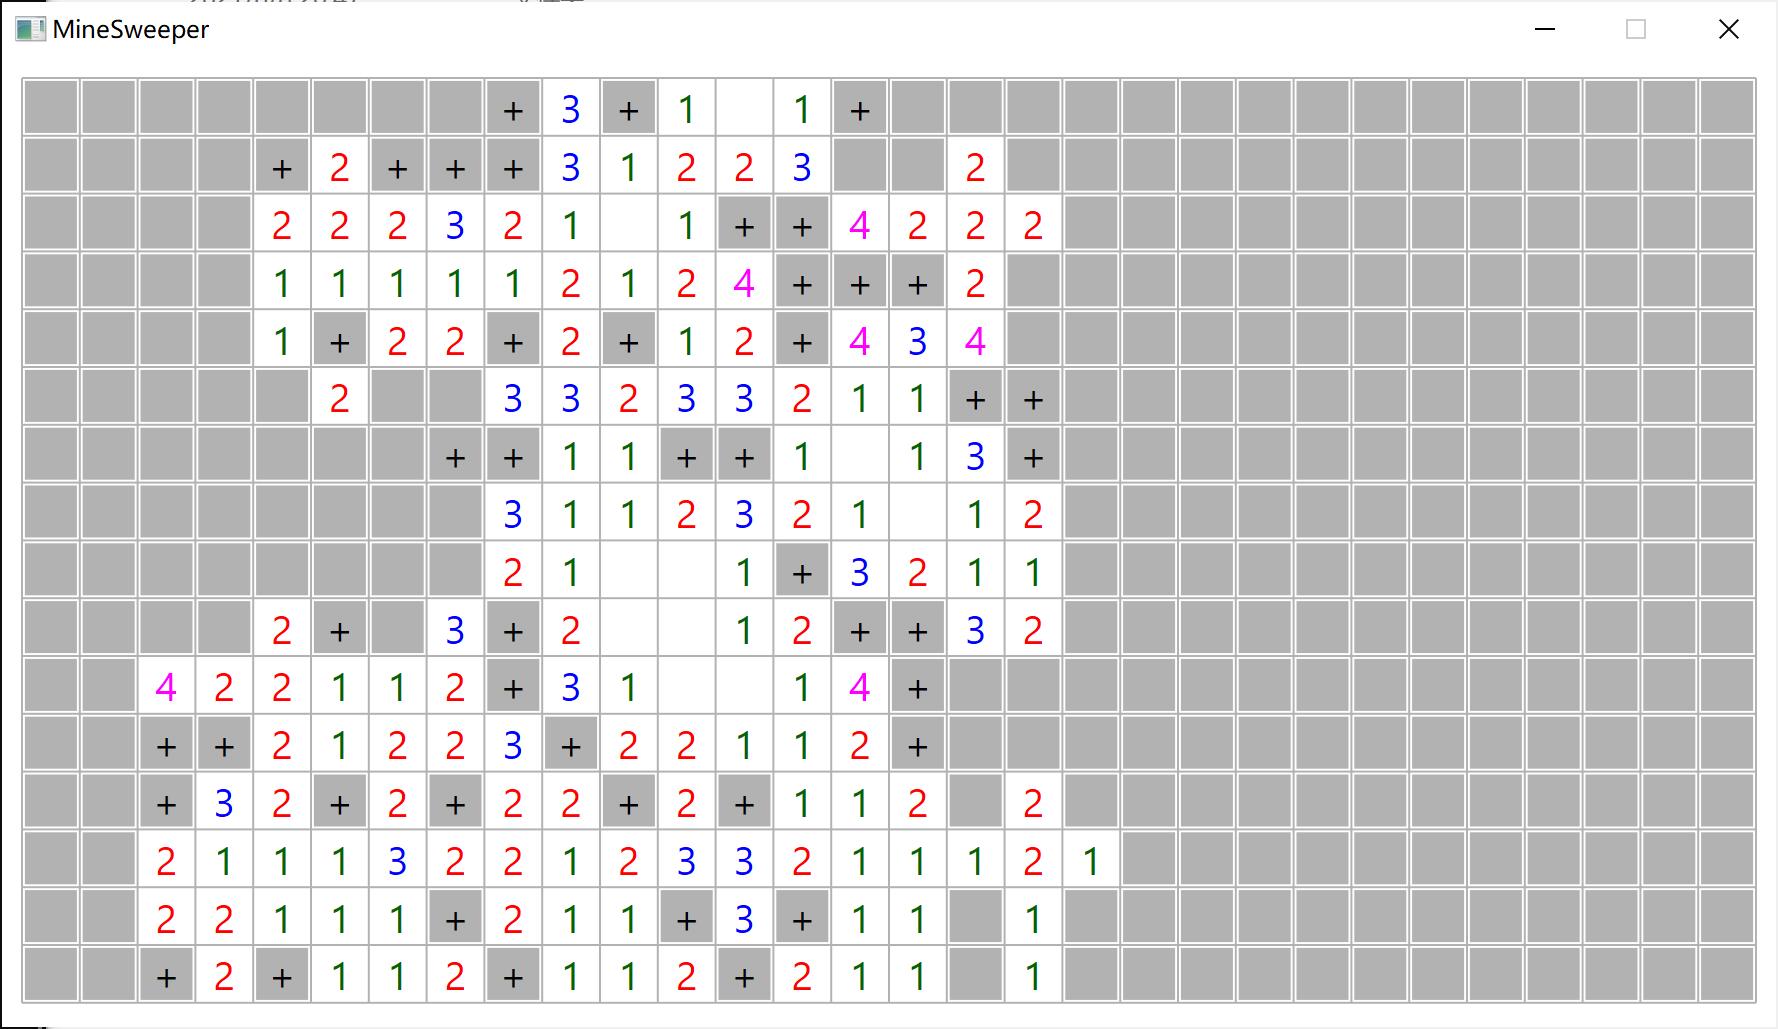 MineSweeper
+ 3 + 1 1 +
+ 2 + + + 3 1 2 2 3 2
2 2 2 3 2 1 1 + + 4 2 2 2
1 1 1 1 1 2 1 2 4 + + + 2
1 + 2 2 + 2 + 1 2 + 4 3 4
2 3 3 2 3 3 2 1 1 + +
+ + 1 1 + + 1 1 3 +
3 1 1 2 3 2 1 1 2
2 1 1 + 3 2 1 1
2 + 3 + 2 1 2 + + 3 2
4 2 2 1 1 2 + 3 1 1 4 +
+ + 2 1 2 2 3 + 2 2 1 1 2 +
+ 3 2 + 2 + 2 2 + 2 + 1 1 2 2
2 1 1 1 3 2 2 1 2 3 3 2 1 1 1 2 1
2 2 1 1 1 + 2 1 1 + 3 + 1 1 1
+ 2 + 1 1 2 + 1 1 2 + 2 1 1 1